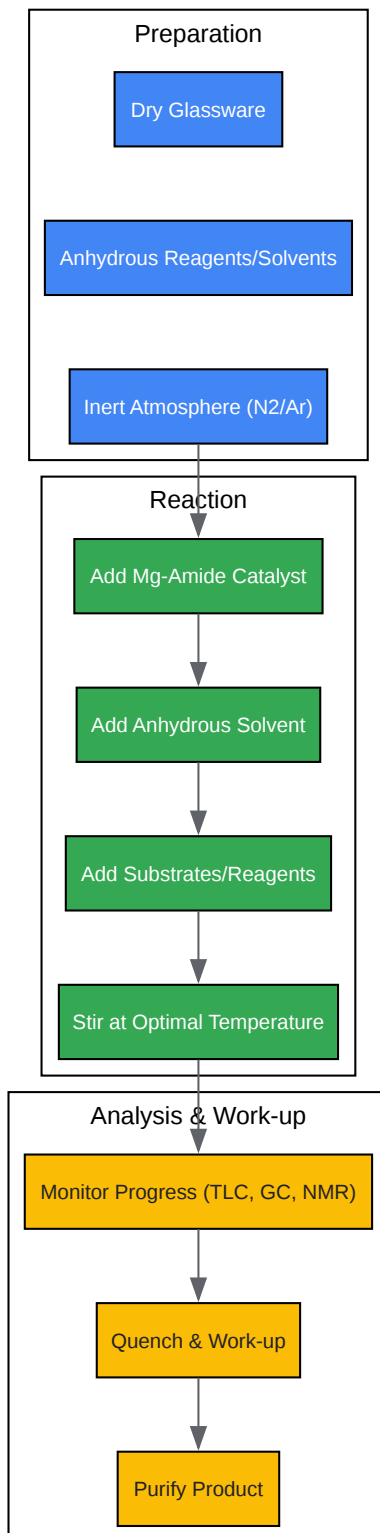 Preparation
Dry Glassware
Anhydrous Reagents/Solvents
Inert Atmosphere (N2/Ar)
Reaction
Add Mg-Amide Catalyst
Add Anhydrous Solvent
Add Substrates/Reagents
Stir at Optimal Temperature
Analysis & Work-up
Monitor Progress (TLC, GC, NMR)
Quench & Work-up
Purify Product